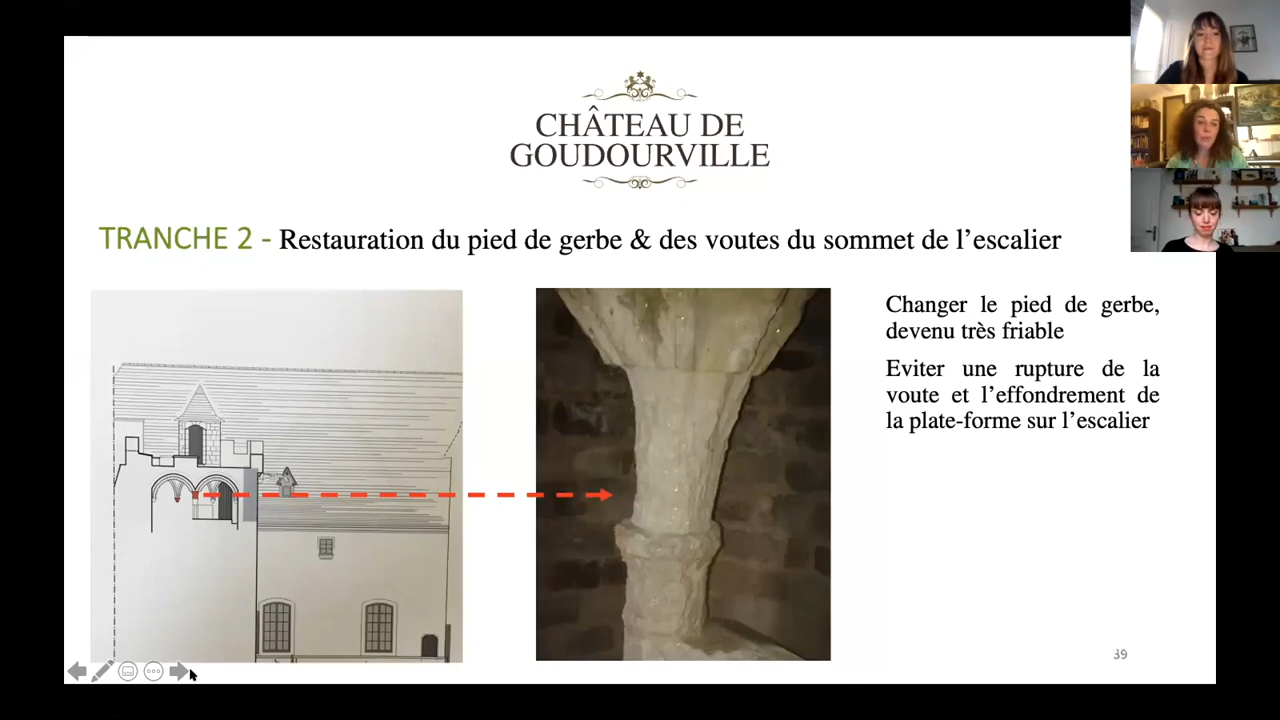 CHÂTEAU DE
GOUDOURVILLE
TRANCHE 2 - Restauration du pied de gerbe & des voutes du sommet de l’escalier
Changer le pied de gerbe,
devenu très friable
Eviter une rupture de la
voute et l’effondrement de
la plate-forme sur l’escalier
39